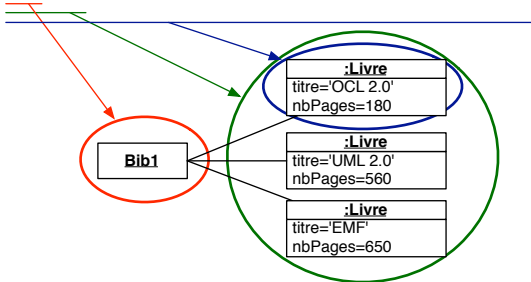 :Livre
titre='OCL 2.0'
nbPages=180
Bib1
:Livre
titre='UML 2.0'
nbPages=560
:Livre
titre='EMF'
nbPages=650